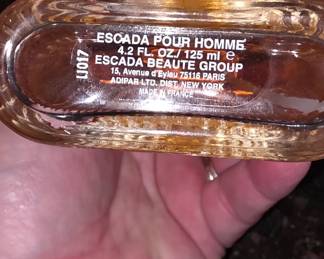 ESCADA POUR HOMME
4.2 FL. OZ / 125 ml e
ESCADA BEAUTE GROUP
15, Avenue d'Eylau 75116 PARIS
ADIPAR LTD. DIST. NEW YORK
MADE IN FRANCE